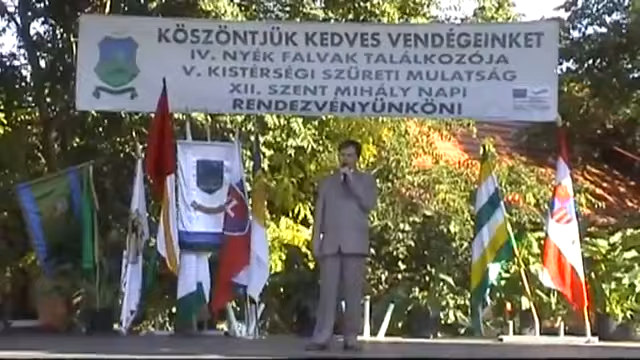 KÖSZÖNTJÜK KEDVES VENDÉGEINKET
IV. NYÉK FALVAK TALÁLKOZÓJA
V. KISTÉRSÉGI SZÜRETI MULATSÁG
XII. SZENT MIHÁLY NAPI
RENDEZVÉNYÜNKÖN!